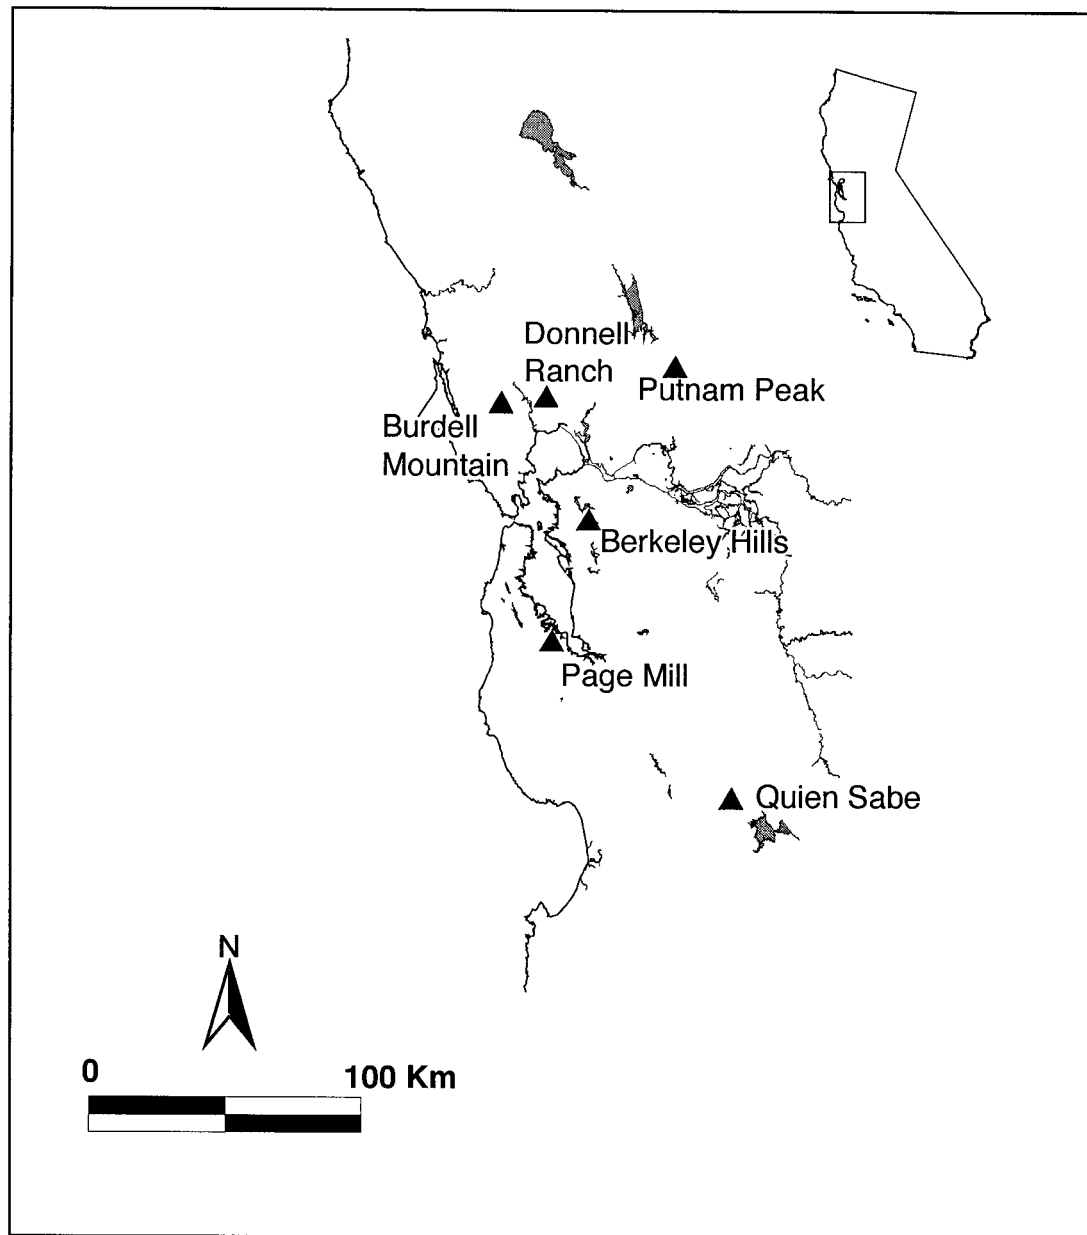 Donnell
Ranch
Putnam Peak
Burdell
Mountain
Berkeley Hills
Page Mill
Quien Sabe
N
0
100 Km